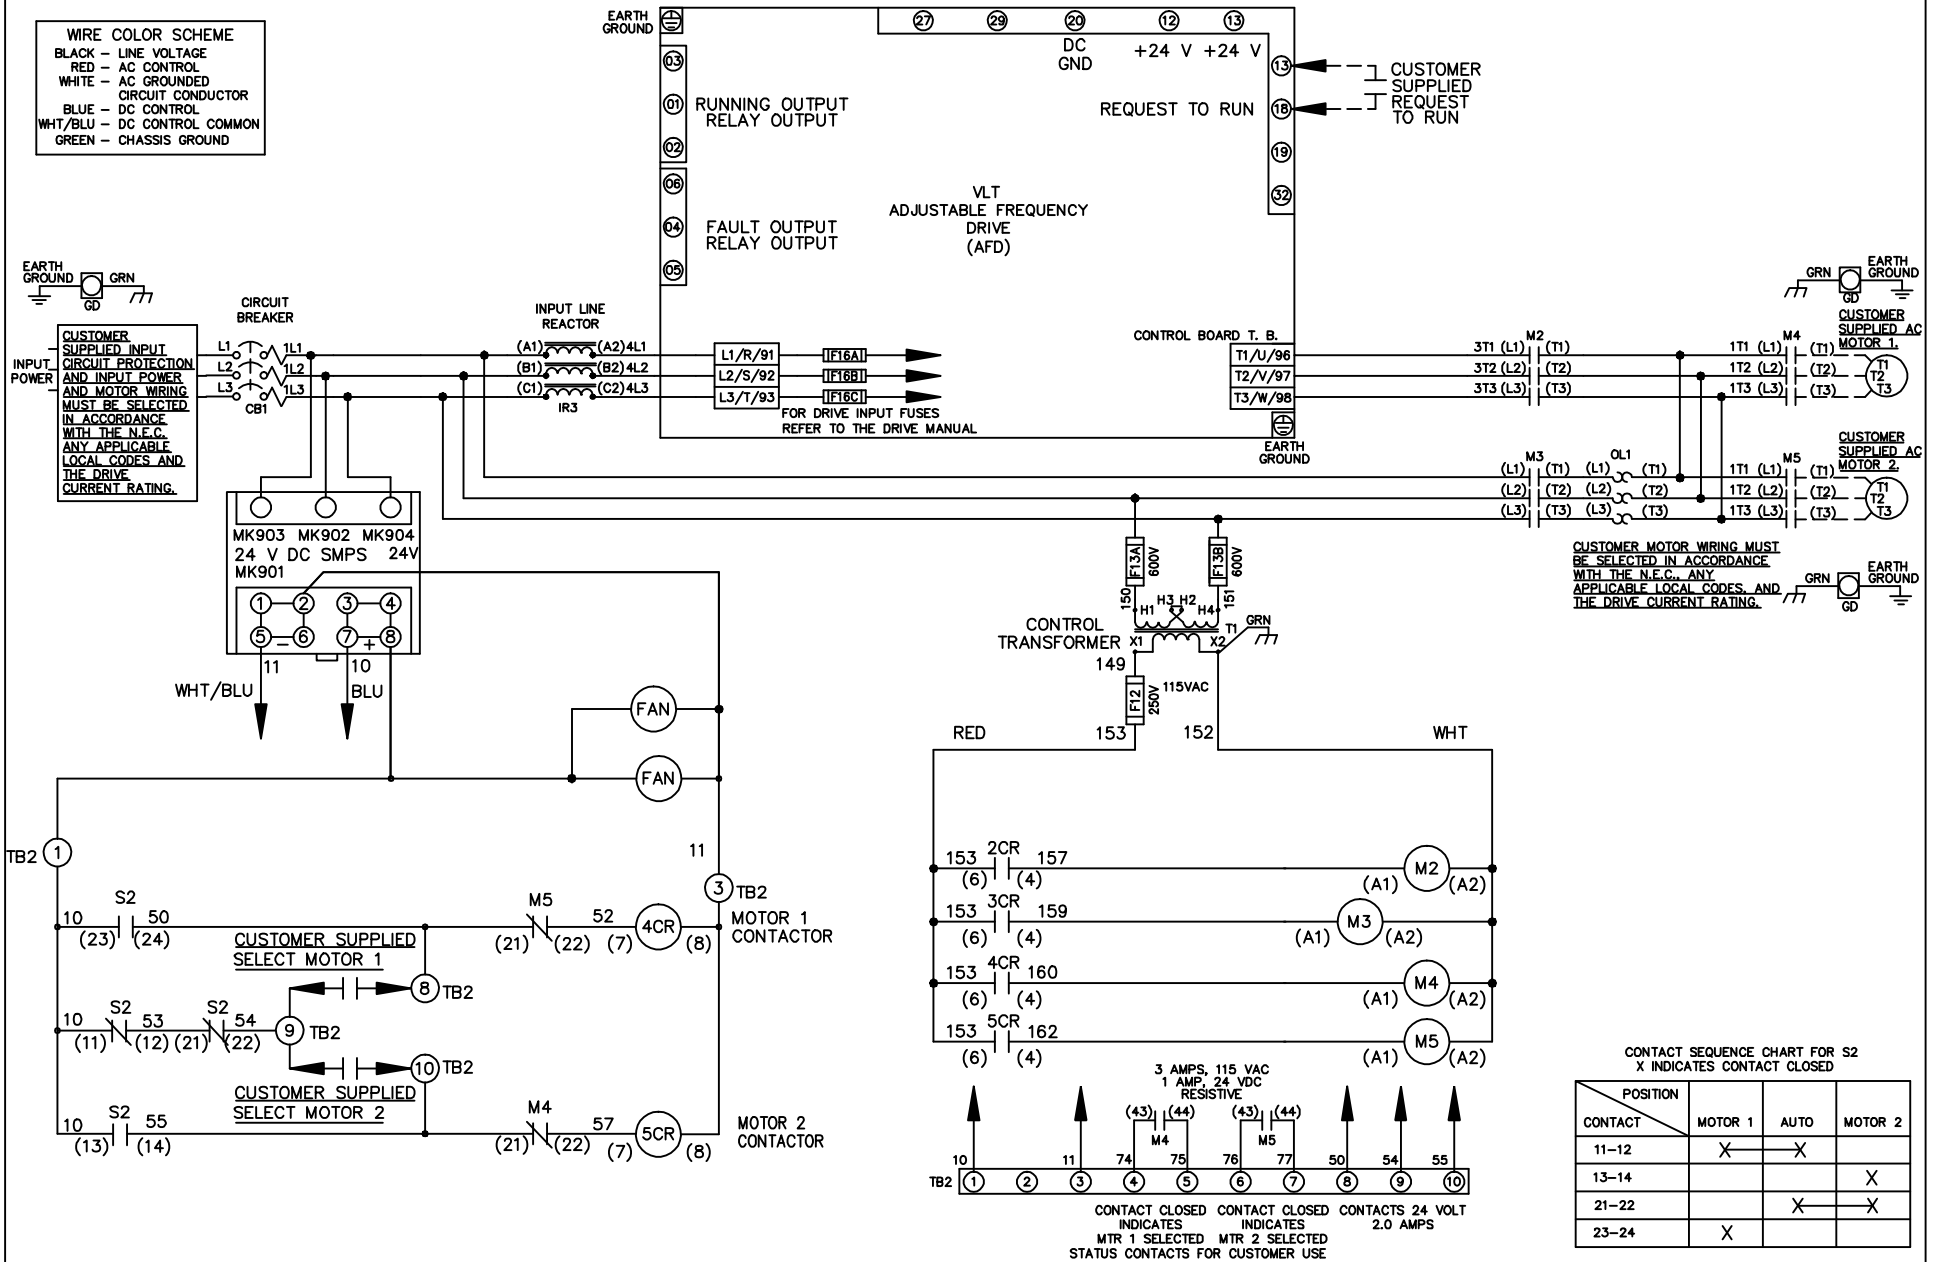 WIRE COLOR SCHEME
BLACK – LINE VOLTAGE
RED – AC CONTROL
WHITE – AC GROUNDED
CIRCUIT CONDUCTOR
BLUE – DC CONTROL
WHT/BLU – DC CONTROL COMMON
GREEN – CHASSIS GROUND
EARTH
GROUND
27 29 20 12 13
DC
GND
+24 V +24 V
03
01
02
RUNNING OUTPUT
RELAY OUTPUT
06
04
05
FAULT OUTPUT
RELAY OUTPUT
VLT
ADJUSTABLE FREQUENCY
DRIVE
(AFD)
REQUEST TO RUN
13
18
19
32
CUSTOMER
SUPPLIED
REQUEST
TO RUN
EARTH
GROUND
GRN
GD
INPUT
POWER
CUSTOMER
SUPPLIED INPUT
CIRCUIT PROTECTION
AND INPUT POWER
AND MOTOR WIRING
MUST BE SELECTED
IN ACCORDANCE
WITH THE N.E.C.
ANY APPLICABLE
LOCAL CODES AND
THE DRIVE
CURRENT RATING.
CIRCUIT
BREAKER
L1 1L1
L2 1L2
L3 1L3
CB1
INPUT LINE
REACTOR
(A1) (A2) 4L1
(B1) (B2) 4L2
(C1) (C2) 4L3
IR3
L1/R/91
L2/S/92
L3/T/93
F16A
F16B
F16C
FOR DRIVE INPUT FUSES
REFER TO THE DRIVE MANUAL
CONTROL BOARD T. B.
T1/U/96
T2/V/97
T3/W/98
EARTH
GROUND
M2
3T1 (L1) (T1)
3T2 (L2) (T2)
3T3 (L3) (T3)
M4
1T1 (L1) (T1)
1T2 (L2) (T2)
1T3 (L3) (T3)
GRN
GD
EARTH
GROUND
CUSTOMER
SUPPLIED AC
MOTOR 1.
T1
T2
T3
M3
(L1) (T1)
(L2) (T2)
(L3) (T3)
OL1
(L1) (T1)
(L2) (T2)
(L3) (T3)
M5
1T1 (L1) (T1)
1T2 (L2) (T2)
1T3 (L3) (T3)
CUSTOMER
SUPPLIED AC
MOTOR 2.
T1
T2
T3
CUSTOMER MOTOR WIRING MUST
BE SELECTED IN ACCORDANCE
WITH THE N.E.C., ANY
APPLICABLE LOCAL CODES, AND
THE DRIVE CURRENT RATING.
GRN
GD
EARTH
GROUND
MK903 MK902 MK904
24 V DC SMPS 24V
MK901
1 2 3 4
5 – 6 7 + 8
11
10
WHT/BLU
BLU
FAN
FAN
F13A
600V
F13B
600V
150
151
H1 H3 H2 H4
CONTROL
TRANSFORMER
X1 X2 T1
GRN
149
F12
250V
115VAC
153
152
RED
WHT
TB2 1
11
3 TB2
10 S2 50
(23) (24)
M5
(21) (22)
52
(7) 4CR (8)
MOTOR 1
CONTACTOR
CUSTOMER SUPPLIED
SELECT MOTOR 1
8 TB2
10 S2 53 S2 54
(11) (12) (21) (22)
9 TB2
10 TB2
CUSTOMER SUPPLIED
SELECT MOTOR 2
10 S2 55
(13) (14)
M4
(21) (22)
57
(7) 5CR (8)
MOTOR 2
CONTACTOR
153 2CR 157
(6) (4)
(A1) M2 (A2)
153 3CR 159
(6) (4)
(A1) M3 (A2)
153 4CR 160
(6) (4)
(A1) M4 (A2)
153 5CR 162
(6) (4)
(A1) M5 (A2)
3 AMPS, 115 VAC
1 AMP, 24 VDC
RESISTIVE
(43) (44)
M4
(43) (44)
M5
10 11 74 75 76 77 50 54 55
TB2 1 2 3 4 5 6 7 8 9 10
CONTACT CLOSED
INDICATES
MTR 1 SELECTED
CONTACT CLOSED
INDICATES
MTR 2 SELECTED
STATUS CONTACTS FOR CUSTOMER USE
CONTACTS 24 VOLT
2.0 AMPS
CONTACT SEQUENCE CHART FOR S2
X INDICATES CONTACT CLOSED
POSITION
CONTACT MOTOR 1 AUTO MOTOR 2
11–12 X X
13–14 X
21–22 X X
23–24 X